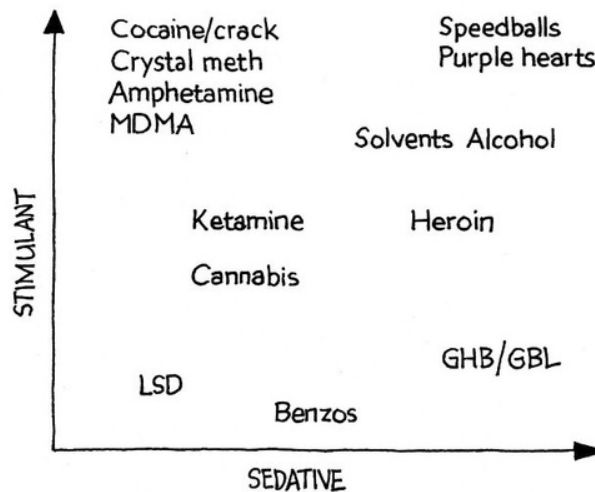 Cocaine/crack
Crystal meth
Amphetamine
MDMA
Speedballs
Purple hearts
Solvents Alcohol
Ketamine
Heroin
Cannabis
GHB/GBL
LSD
Benzos
STIMULANT
SEDATIVE